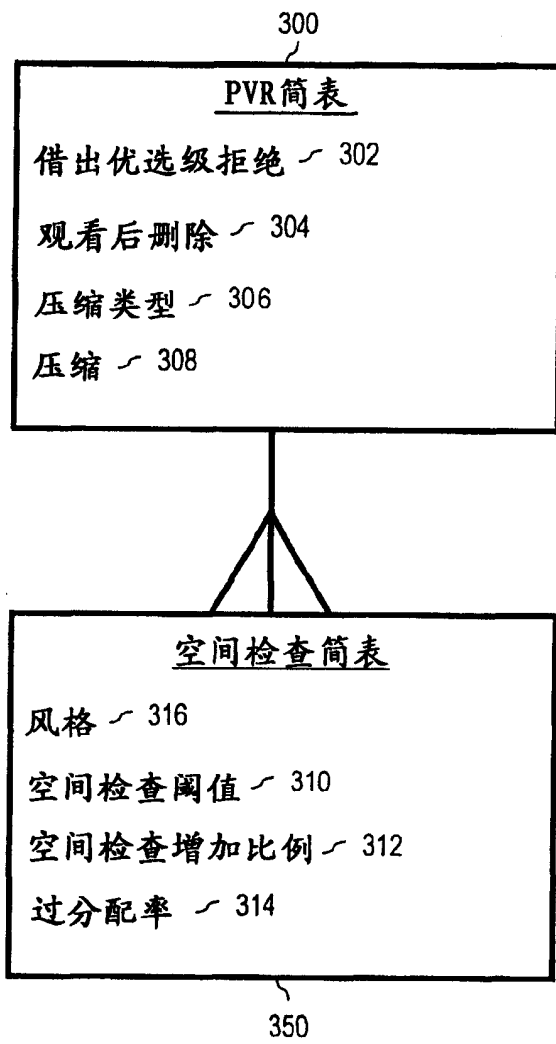 300
PVR简表
借出优选级拒绝 302
观看后删除 304
压缩类型 306
压缩 308
空间检查简表
风格 316
空间检查阈值 310
空间检查增加比例 312
过分配率 314
350